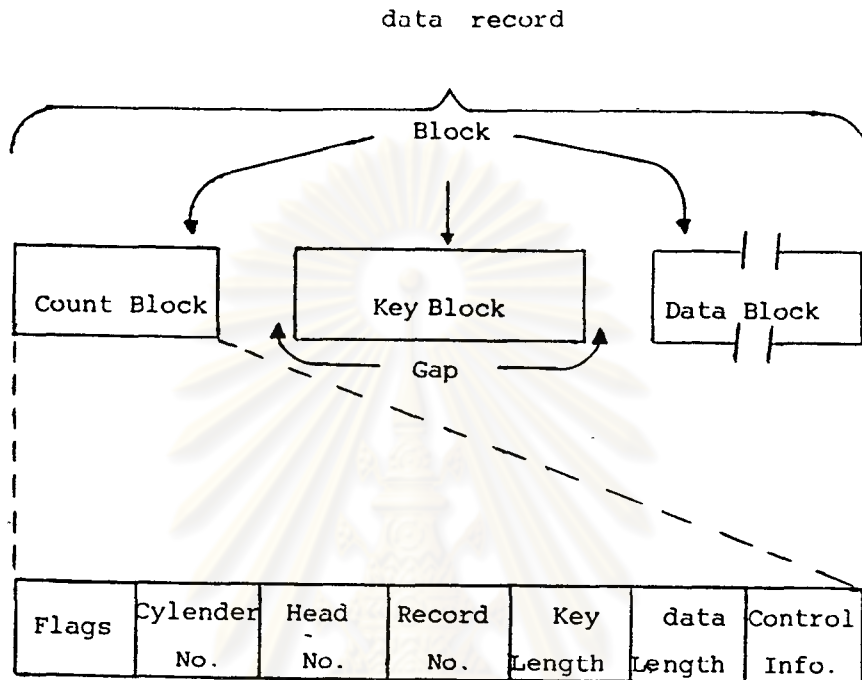 data record
Block
Count Block
Key Block
Data Block
Gap
Flags
Cylender No.
Head No.
Record No.
Key Length
data Length
Control Info.